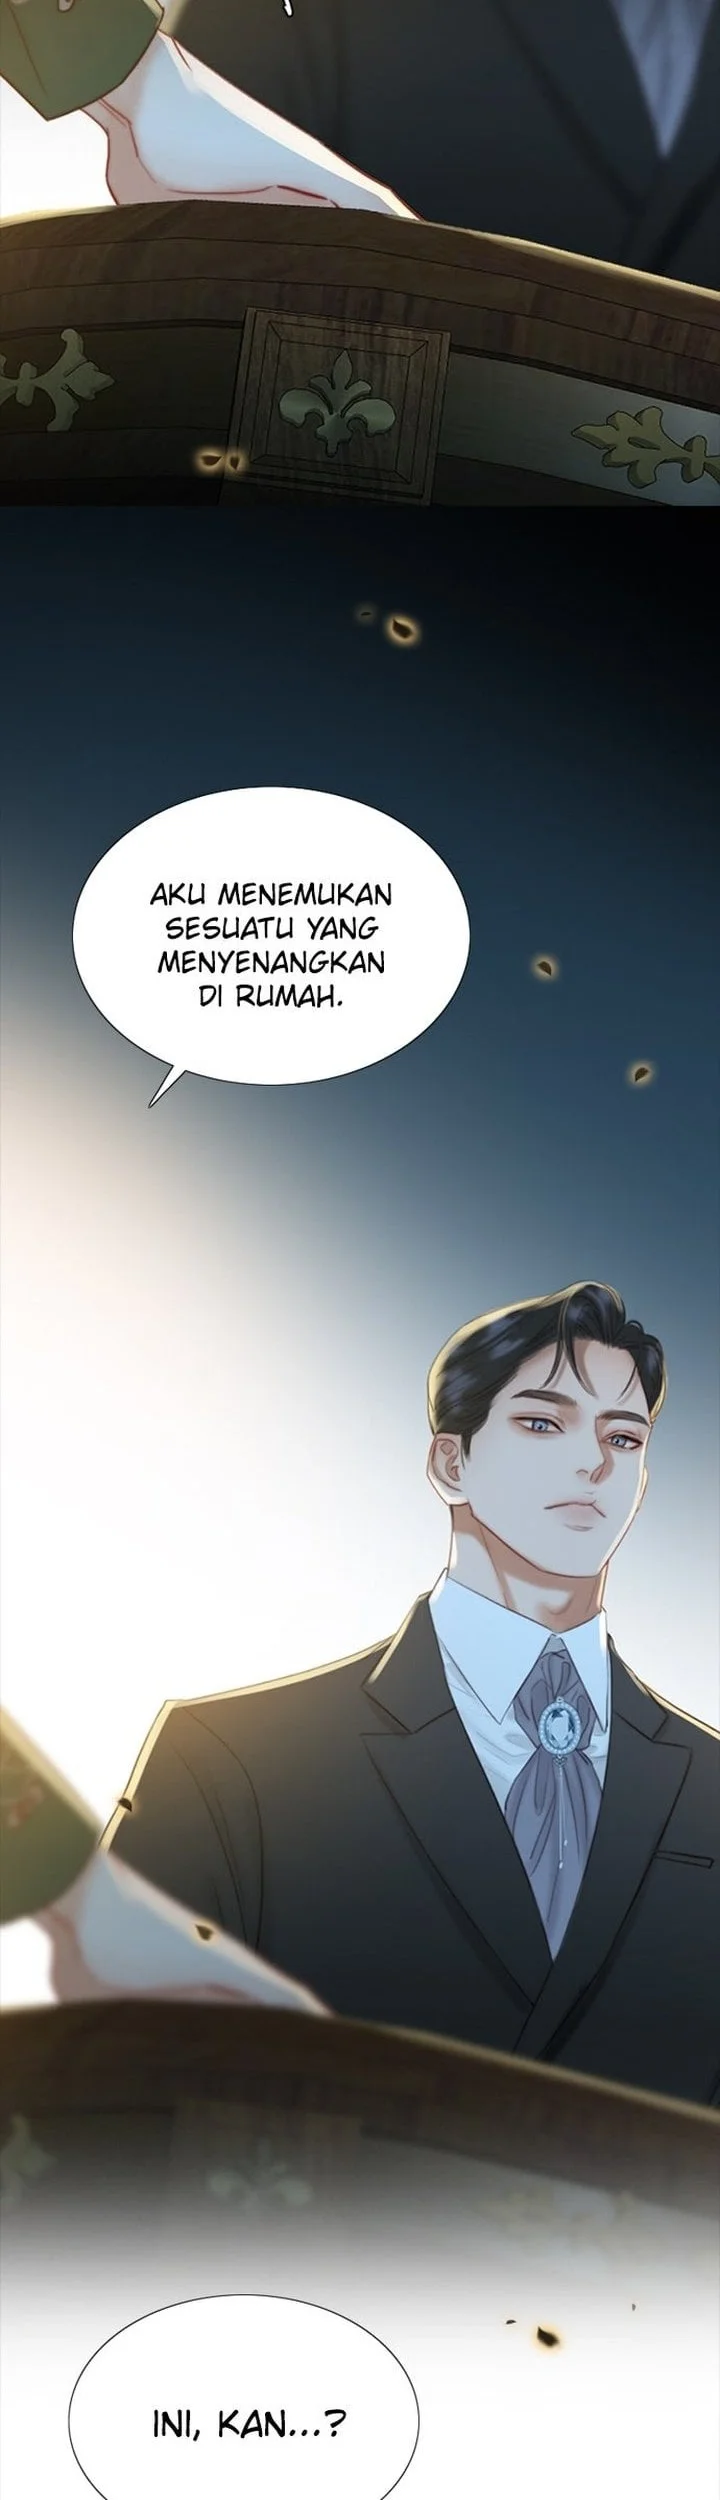 AKU MENEMUKAN
SESUATU YANG
MENYENANGKAN
DI RUMAH.
INI, KAN...?